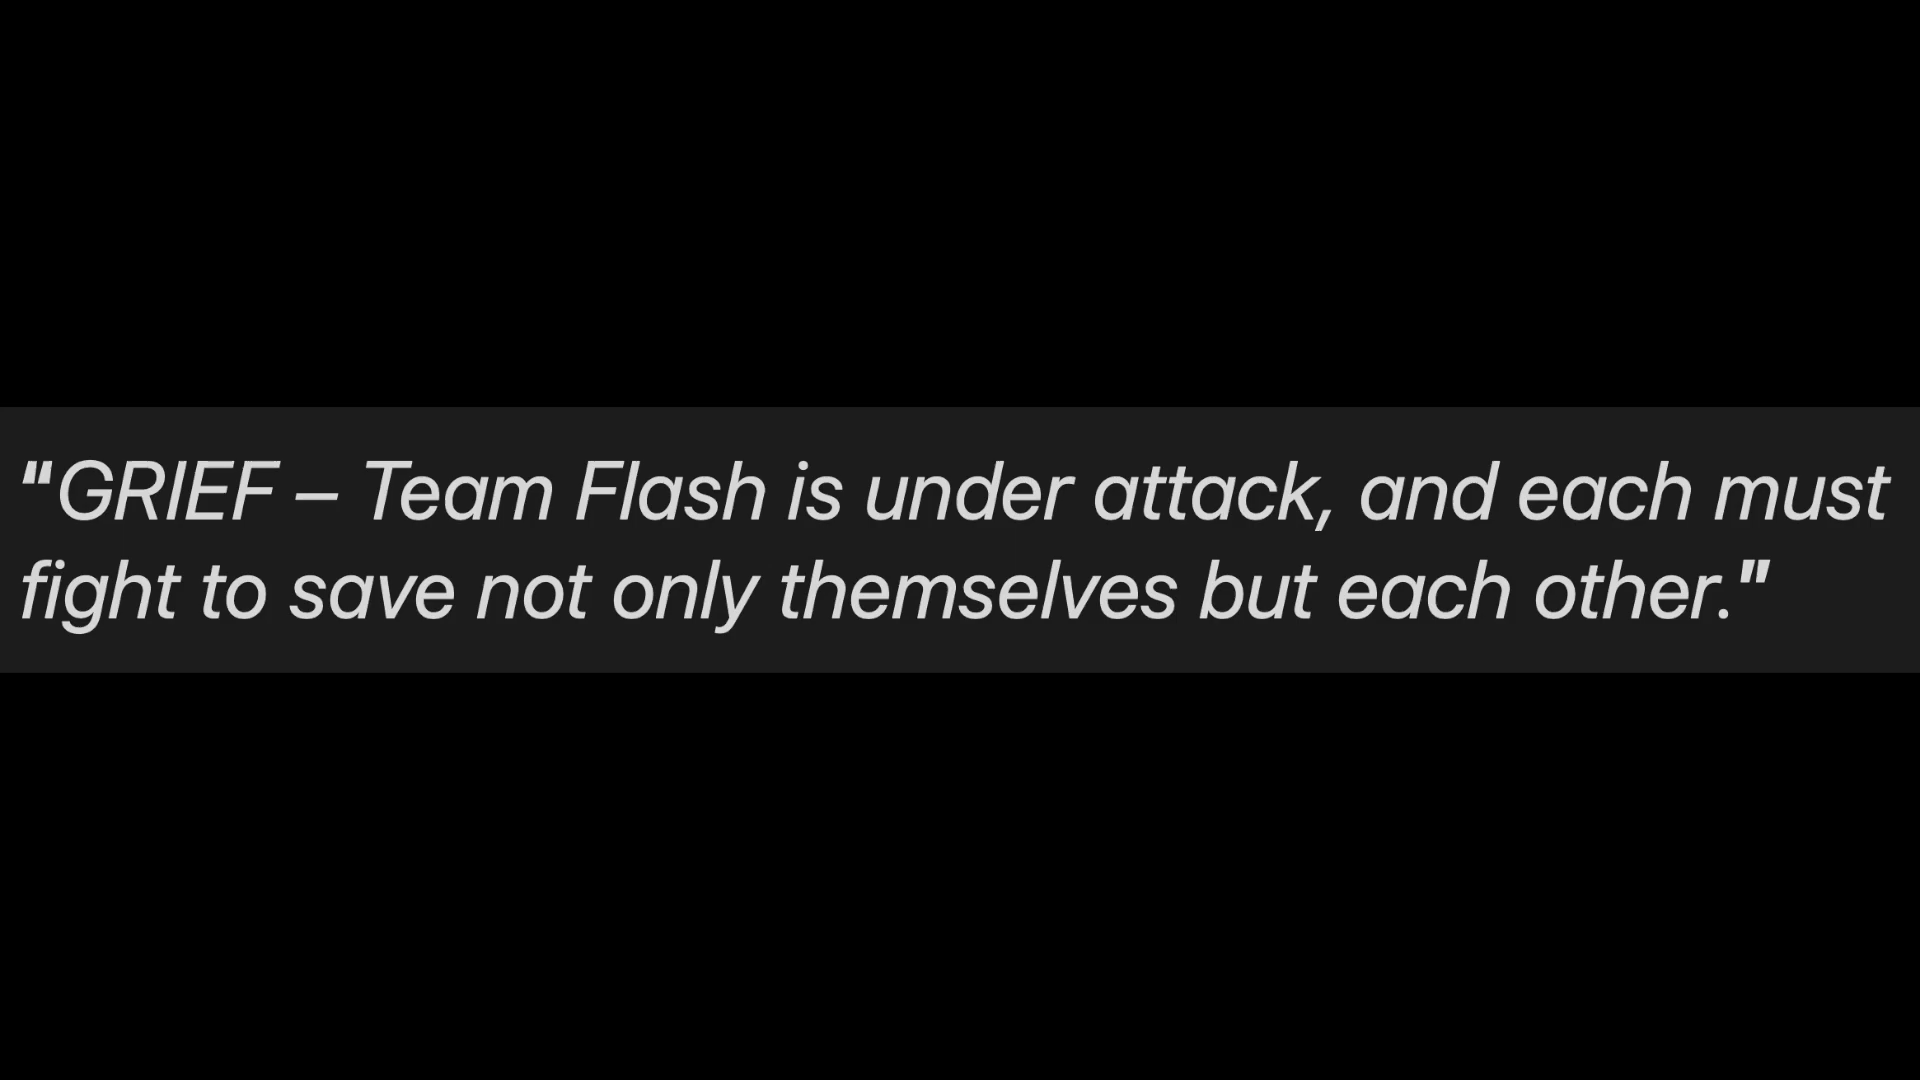 "GRIEF – Team Flash is under attack, and each must
fight to save not only themselves but each other."